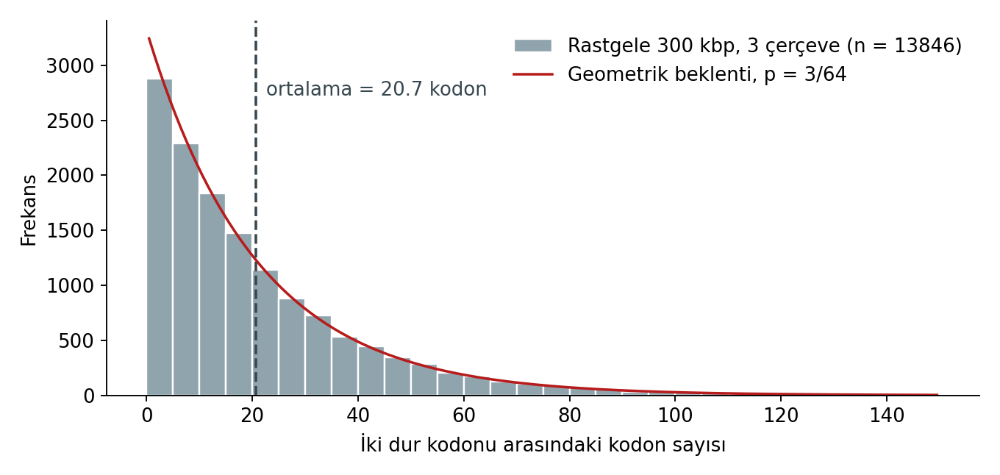 Rastgele 300 kbp, 3 çerçeve (n = 13846)
Geometrik beklenti, p = 3/64
ortalama = 20.7 kodon
Frekans
3000
2500
2000
1500
1000
500
0
0 20 40 60 80 100 120 140
İki dur kodonu arasındaki kodon sayısı